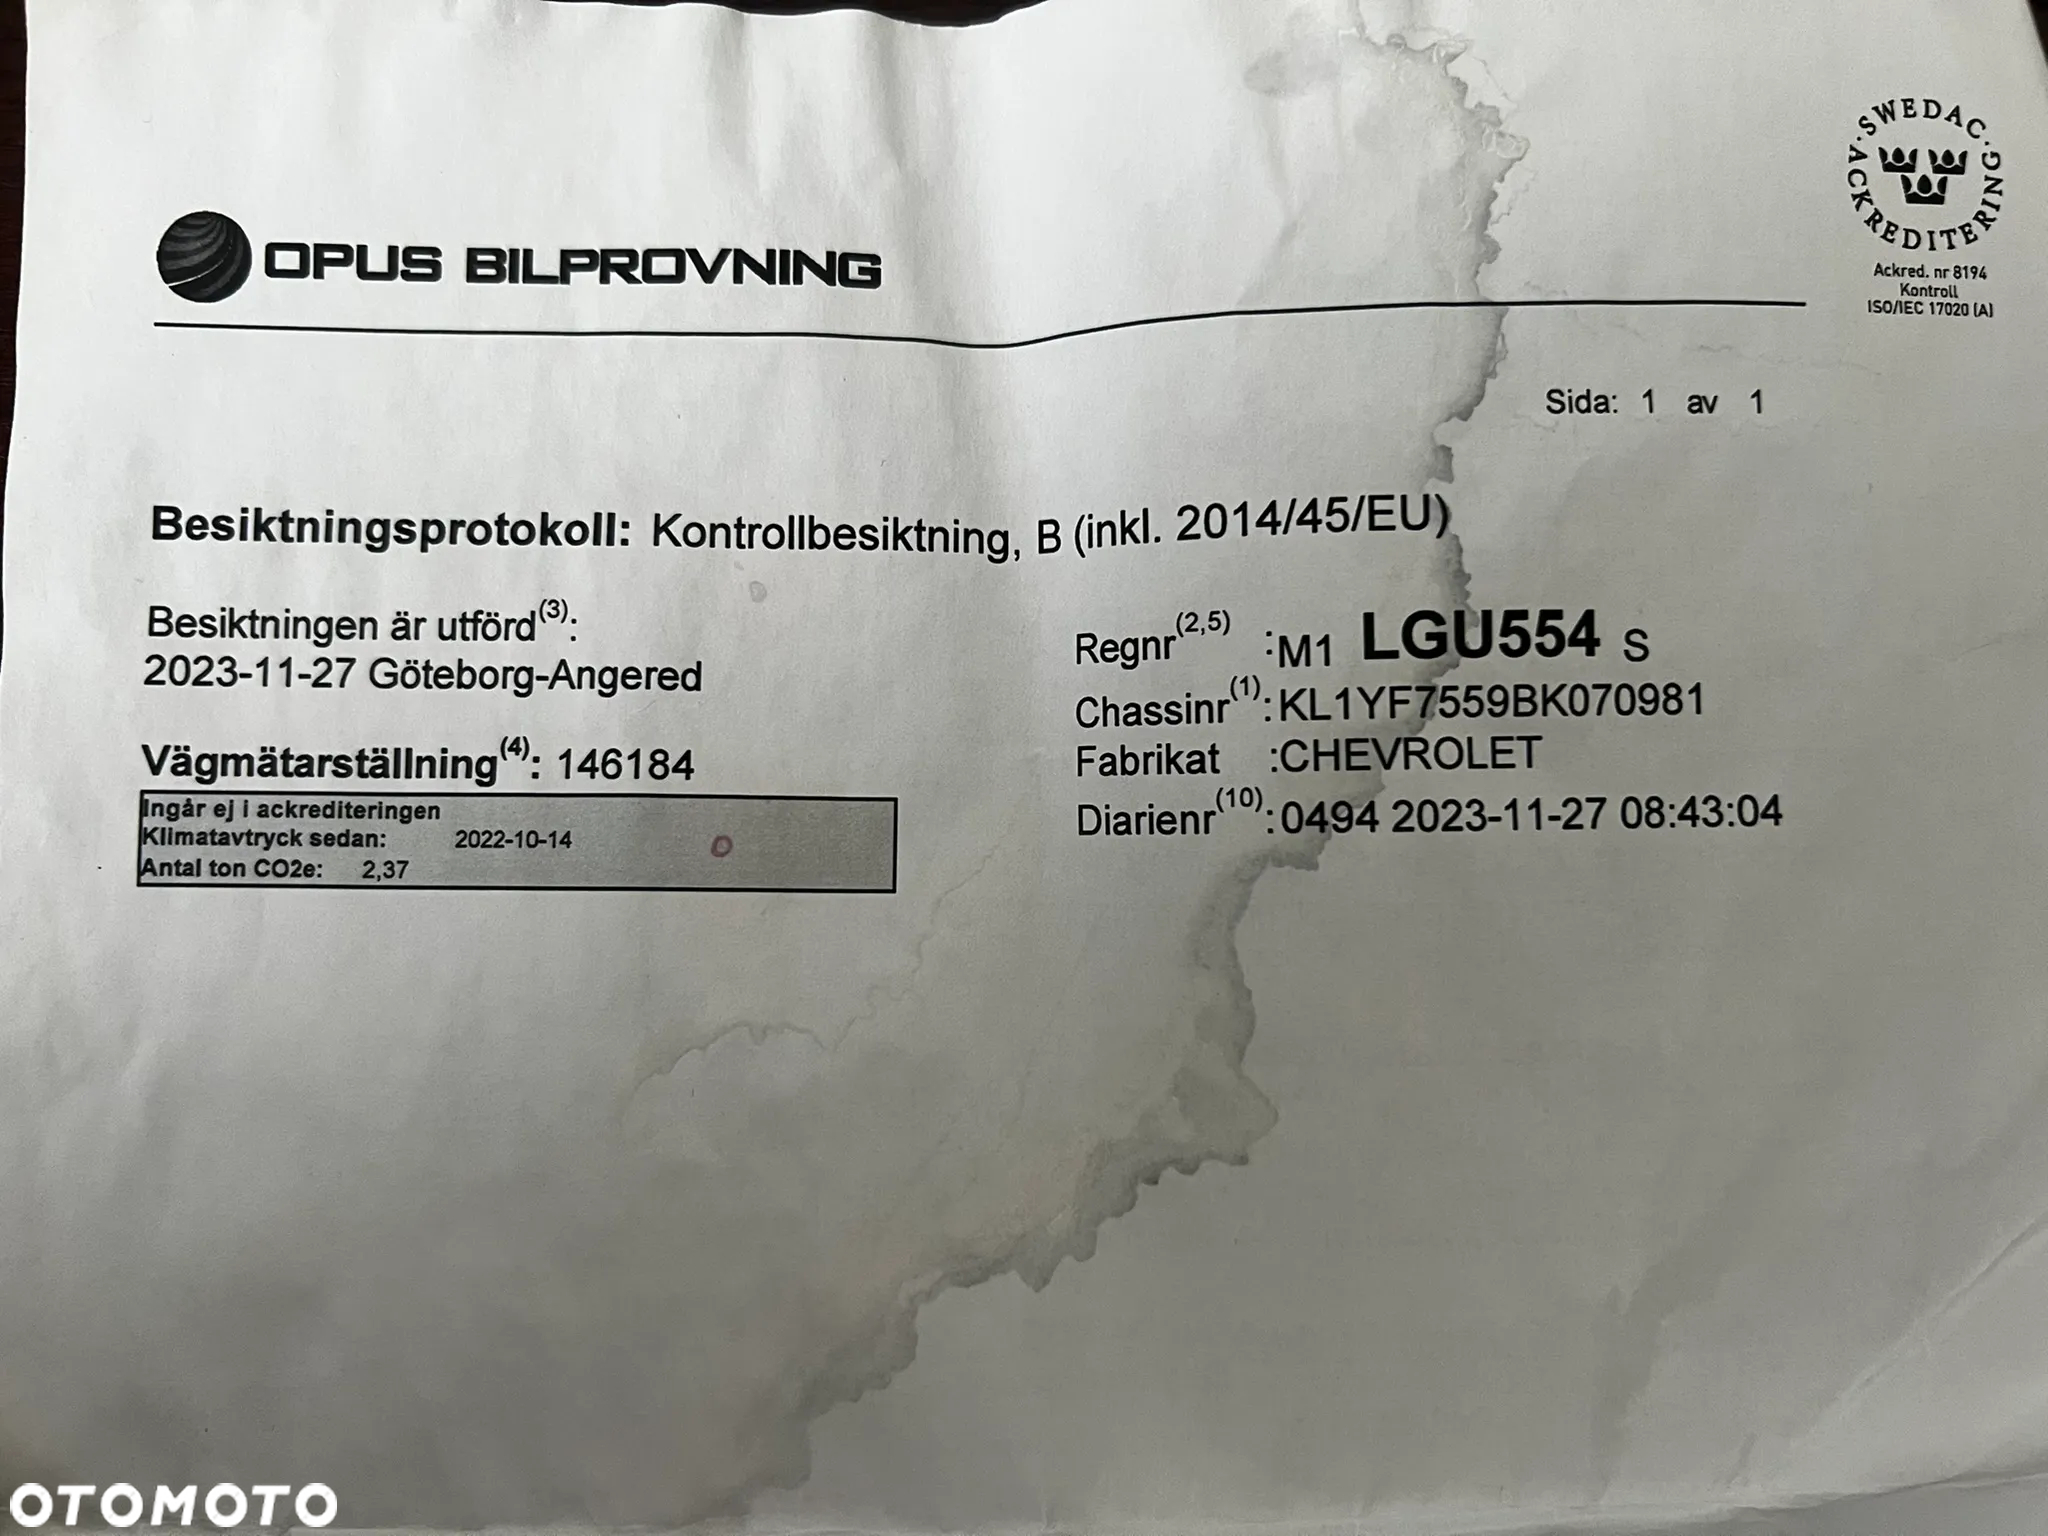 SWEDAC ACKREDITERING
Ackred. nr 8194
Kontroll
ISO/IEC 17020 (A)
OPUS BILPROVNING
Sida: 1 av 1
Besiktningsprotokoll: Kontrollbesiktning, B (inkl. 2014/45/EU)
Besiktningen är utförd(3):
2023-11-27 Göteborg-Angered
Vägmätarställning(4): 146184
Ingår ej i ackrediteringen
Klimatavtryck sedan: 2022-10-14
Antal ton CO2e: 2,37
Regnr(2,5) :M1 LGU554 S
Chassinr(1):KL1YF7559BK070981
Fabrikat :CHEVROLET
Diarienr(10):0494 2023-11-27 08:43:04
OTOMOTO